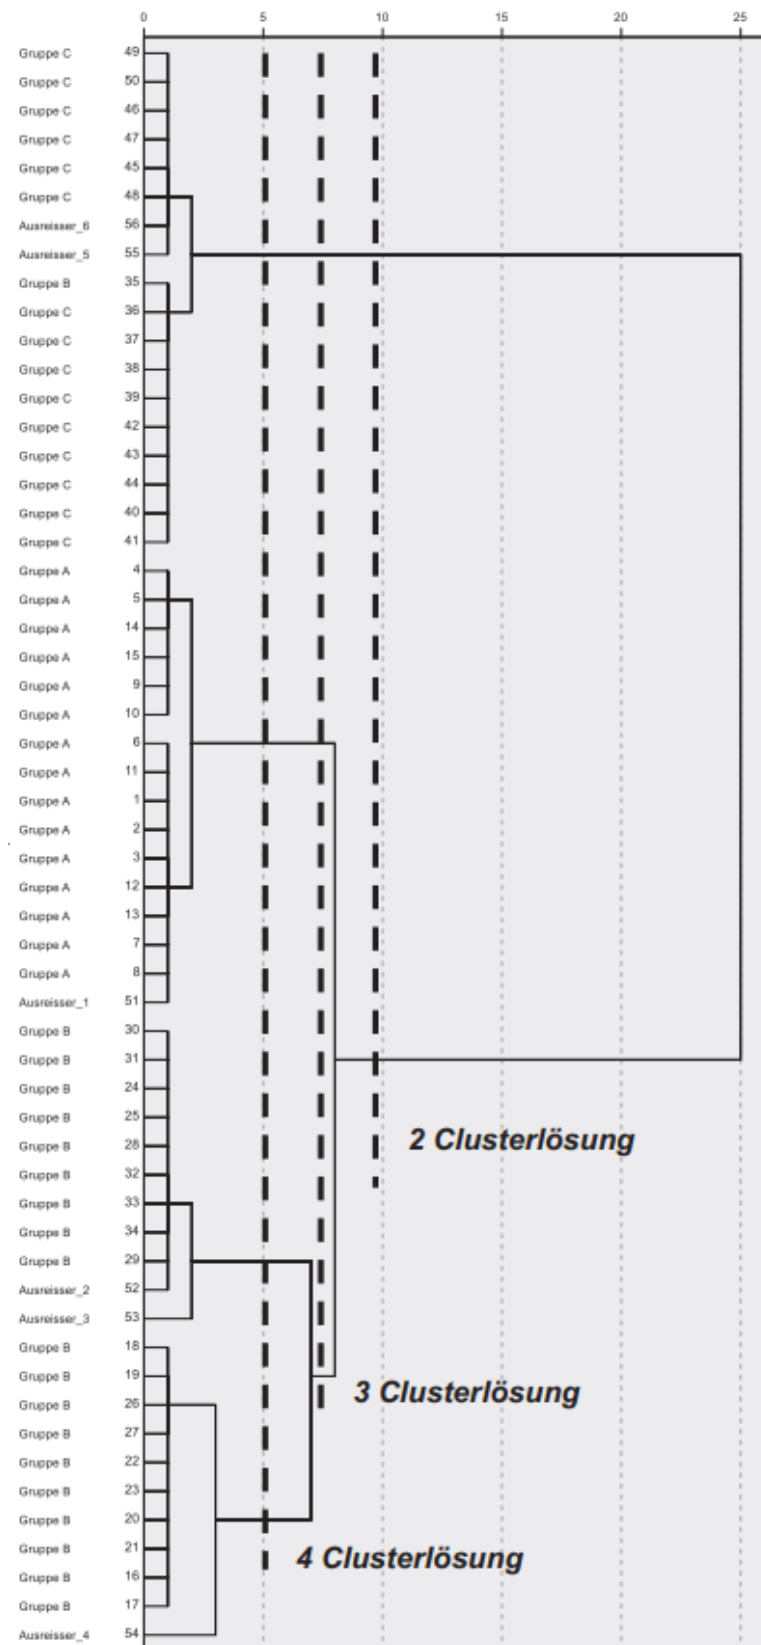 0 5 10 15 20 25
Gruppe C 49
Gruppe C 50
Gruppe C 46
Gruppe C 47
Gruppe C 45
Gruppe C 48
Ausreisser_6 56
Ausreisser_5 55
Gruppe B 35
Gruppe C 36
Gruppe C 37
Gruppe C 38
Gruppe C 39
Gruppe C 42
Gruppe C 43
Gruppe C 44
Gruppe C 40
Gruppe C 41
Gruppe A 4
Gruppe A 5
Gruppe A 14
Gruppe A 15
Gruppe A 9
Gruppe A 10
Gruppe A 6
Gruppe A 11
Gruppe A 1
Gruppe A 2
Gruppe A 3
Gruppe A 12
Gruppe A 13
Gruppe A 7
Gruppe A 8
Ausreisser_1 51
Gruppe B 30
Gruppe B 31
Gruppe B 24
Gruppe B 25
2 Clusterlösung
Gruppe B 28
Gruppe B 32
Gruppe B 33
Gruppe B 34
Gruppe B 29
Ausreisser_2 52
Ausreisser_3 53
Gruppe B 18
Gruppe B 19
3 Clusterlösung
Gruppe B 26
Gruppe B 27
Gruppe B 22
Gruppe B 23
Gruppe B 20
Gruppe B 21
4 Clusterlösung
Gruppe B 16
Gruppe B 17
Ausreisser_4 54